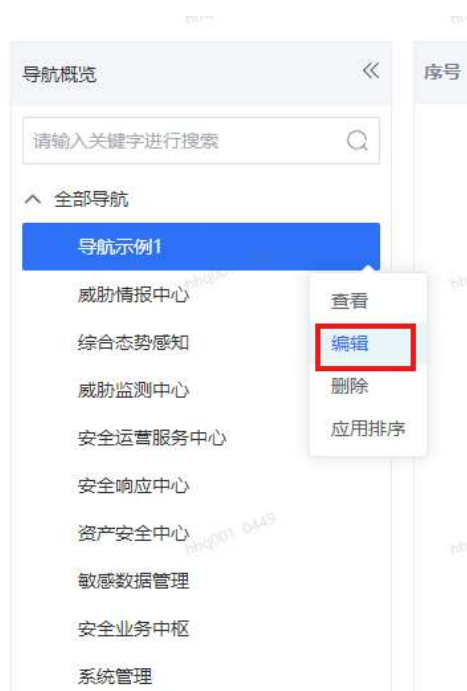 导航概览
序号
请输入关键字进行搜索
全部导航
导航示例1
威胁情报中心
查看
综合态势感知
编辑
威胁监测中心
删除
安全运营服务中心
应用排序
安全响应中心
资产安全中心
hhq001 0449
敏感数据管理
安全业务中枢
系统管理